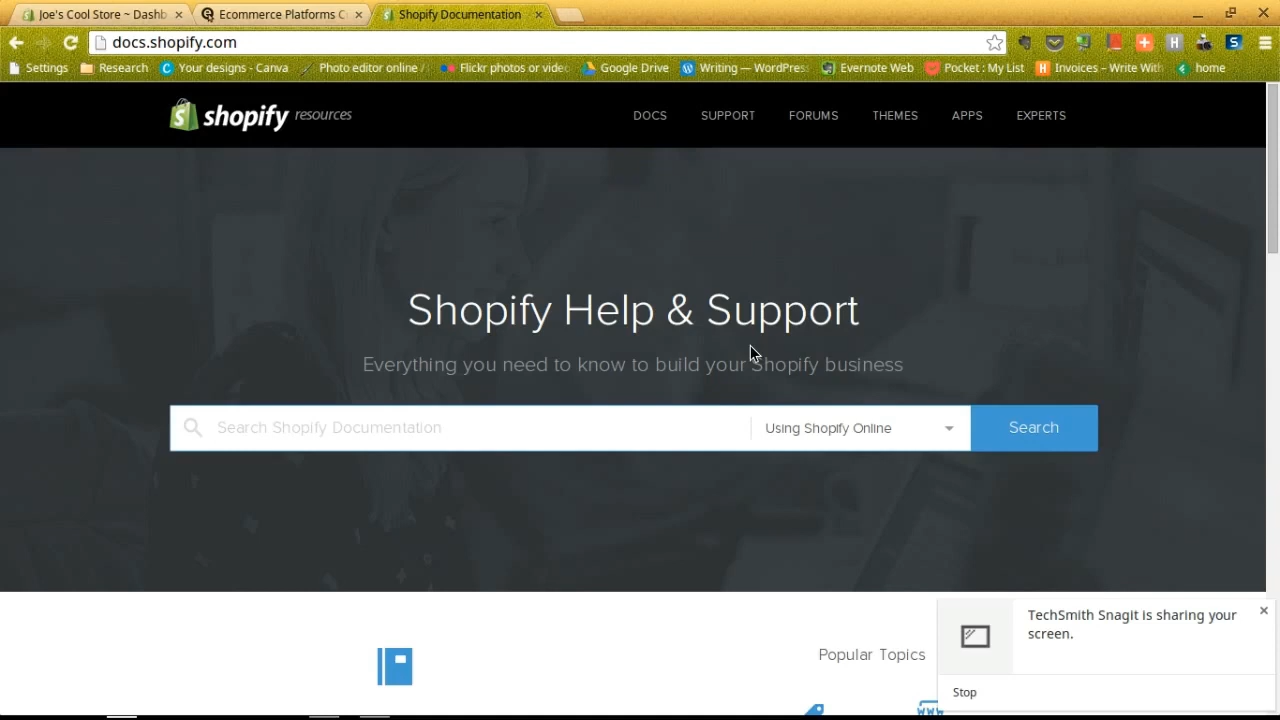 Joe's Cool Store ~ Dashb
Ecommerce Platforms C
Shopify Documentation
docs.shopify.com
Settings
Research
Your designs - Canva
Photo editor online /
Flickr photos or video
Google Drive
Writing — WordPress
Evernote Web
Pocket : My List
Invoices – Write With
home
shopify resources
DOCS
SUPPORT
FORUMS
THEMES
APPS
EXPERTS
Shopify Help & Support
Everything you need to know to build your Shopify business
Search Shopify Documentation
Using Shopify Online
Search
Popular Topics
www
TechSmith Snagit is sharing your
screen.
Stop